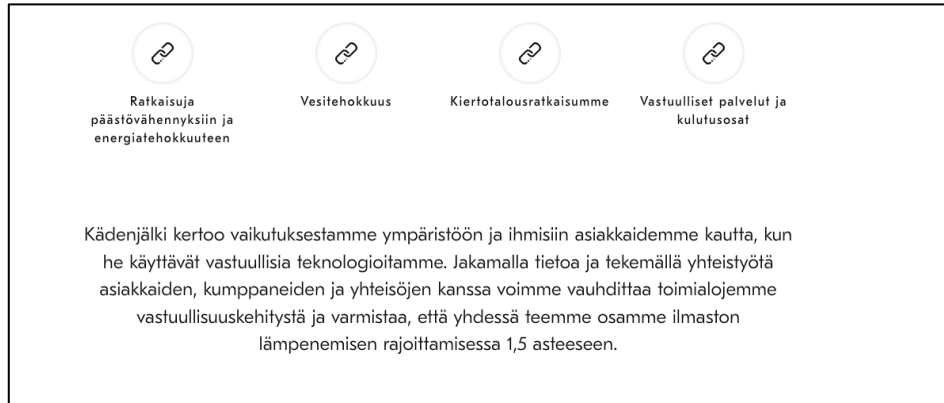 Ratkaisuja
päästövähennyksiin ja
energiatehokkuuteen
Vesitehokkuus
Kiertotalousratkaisumme
Vastuulliset palvelut ja
kulutusosat
Kädenjälki kertoo vaikutuksestamme ympäristöön ja ihmisiin asiakkaidemme kautta, kun
he käyttävät vastuullisia teknologioitamme. Jakamalla tietoa ja tekemällä yhteistyötä
asiakkaiden, kumppaneiden ja yhteisöjen kanssa voimme vauhdittaa toimialojemme
vastuullisuuskehitystä ja varmistaa, että yhdessä teemme osamme ilmaston
lämpenemisen rajoittamisessa 1,5 asteeseen.